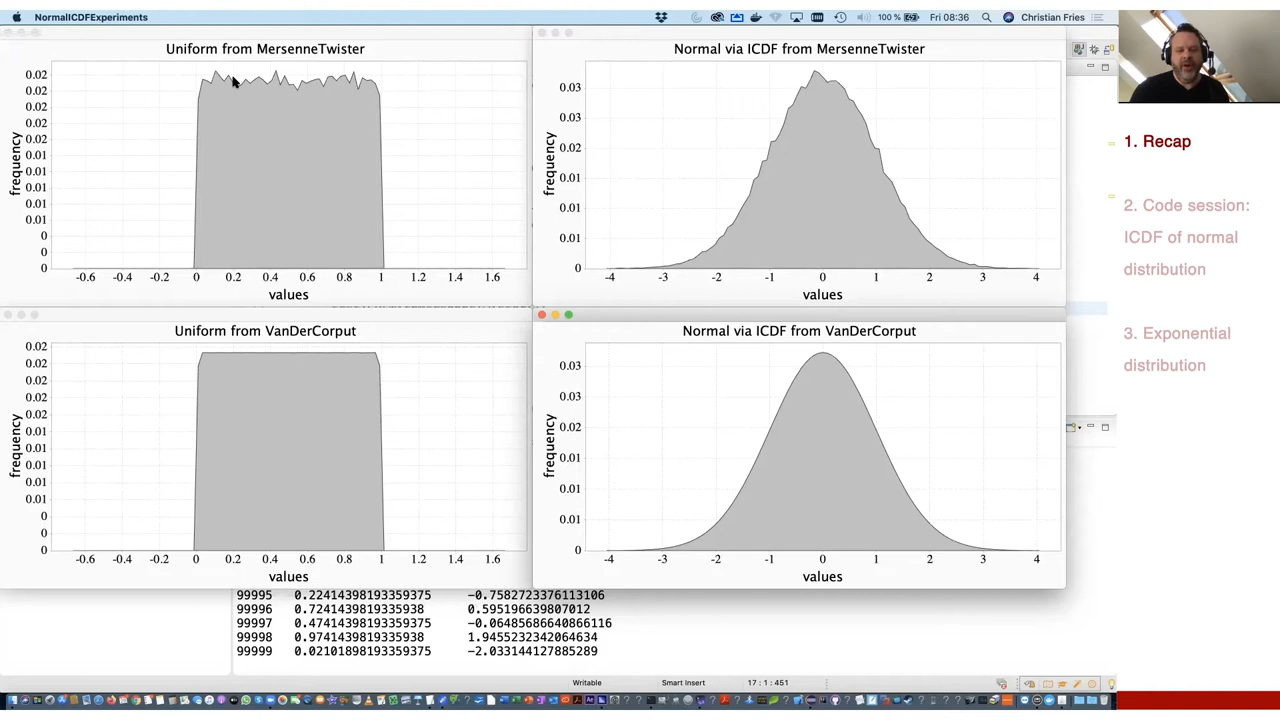 NormalICDFExperiments
100 %
Fri 08:36
Christian Fries
Uniform from MersenneTwister
0.02
0.02
0.02
0.02
0.02
0.01
0.01
0.01
0.01
0.01
0
0
0
frequency
-0.6 -0.4 -0.2 0 0.2 0.4 0.6 0.8 1 1.2 1.4 1.6
values
Normal via ICDF from MersenneTwister
0.03
0.03
0.02
0.01
0.01
0
frequency
-4 -3 -2 -1 0 1 2 3 4
values
Uniform from VanDerCorput
0.02
0.02
0.02
0.02
0.02
0.02
0.01
0.01
0.01
0.01
0
0
0
frequency
-0.6 -0.4 -0.2 0 0.2 0.4 0.6 0.8 1 1.2 1.4 1.6
values
Normal via ICDF from VanDerCorput
0.03
0.03
0.02
0.01
0.01
0
frequency
-4 -3 -2 -1 0 1 2 3 4
values
99995 0.22414398193359375 -0.7582723376113106
99996 0.7241439819335938 0.595196639807012
99997 0.47414398193359375 -0.06485686640866116
99998 0.9741439819335938 1.9455232342064634
99999 0.02101898193359375 -2.033144127885289
Writable
Smart Insert
17 : 1 : 451
1. Recap
2. Code session:
ICDF of normal
distribution
3. Exponential
distribution